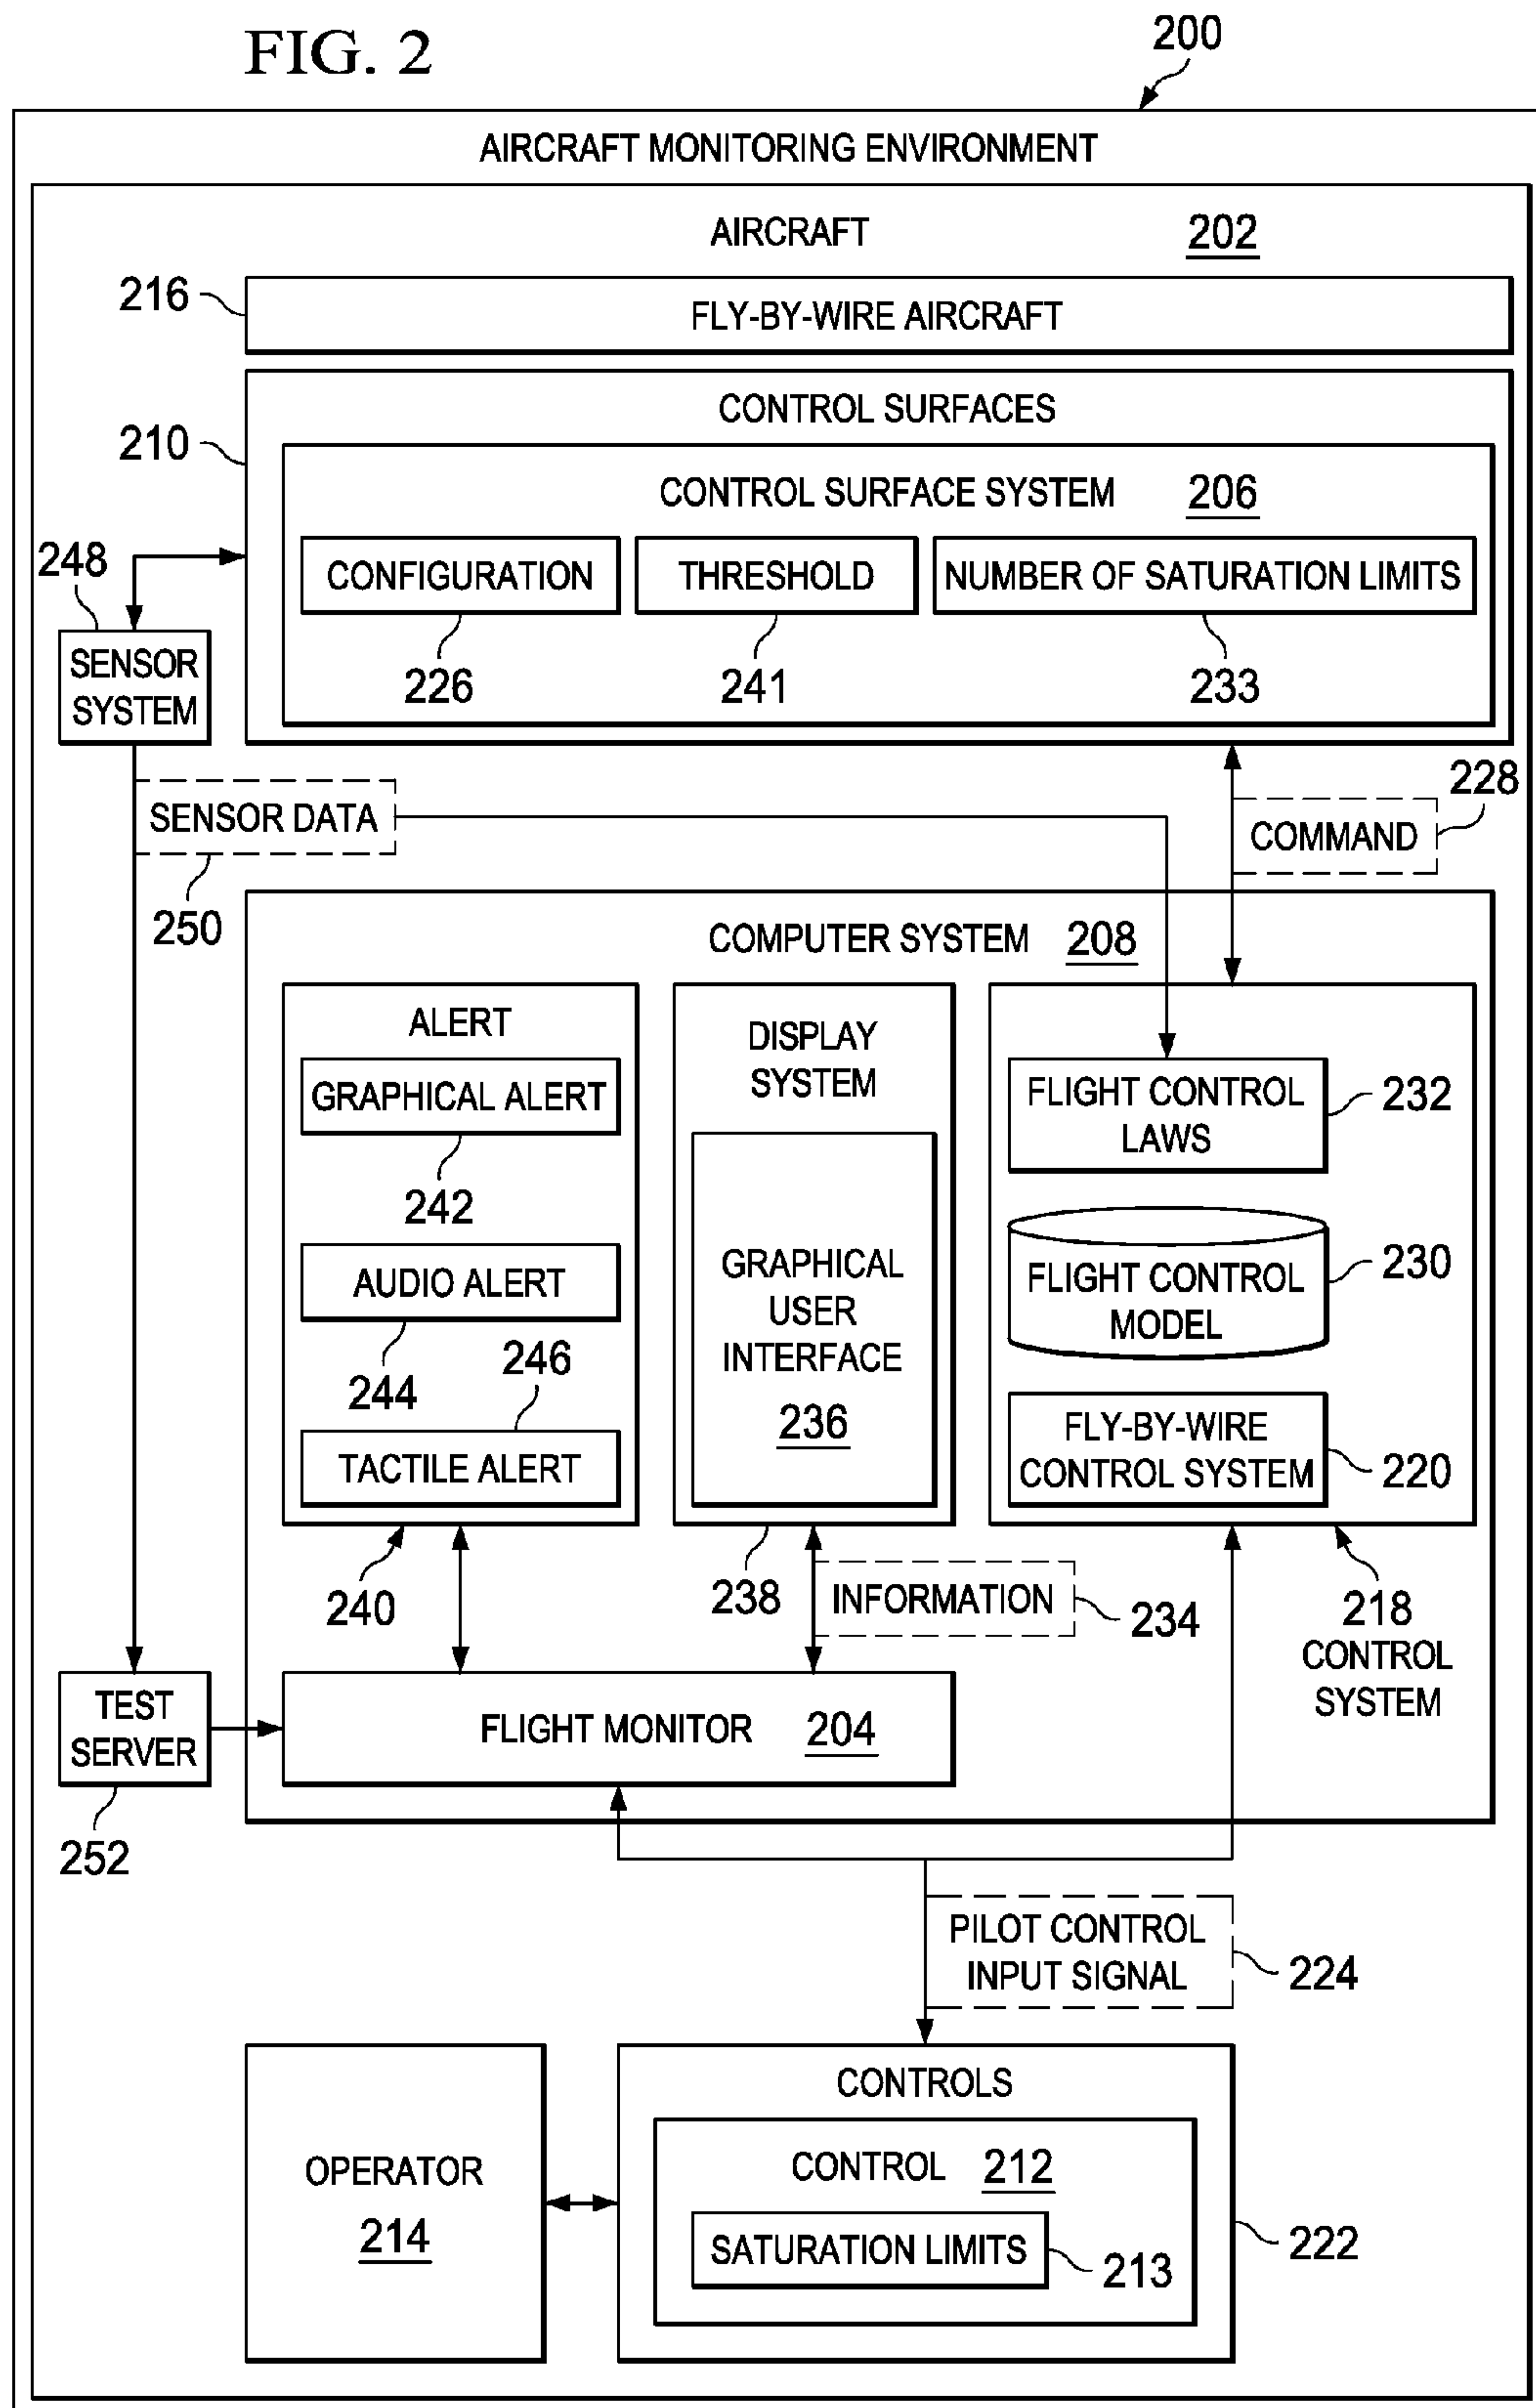 FIG. 2
200
AIRCRAFT MONITORING ENVIRONMENT
AIRCRAFT 202
216
FLY-BY-WIRE AIRCRAFT
CONTROL SURFACES
210
CONTROL SURFACE SYSTEM 206
248
CONFIGURATION
THRESHOLD
NUMBER OF SATURATION LIMITS
SENSOR
SYSTEM
226
241
233
228
SENSOR DATA
COMMAND
250
COMPUTER SYSTEM 208
ALERT
GRAPHICAL ALERT
242
AUDIO ALERT
244
246
TACTILE ALERT
240
DISPLAY
SYSTEM
GRAPHICAL
USER
INTERFACE
236
238
INFORMATION
234
FLIGHT CONTROL
LAWS
232
FLIGHT CONTROL
MODEL
230
FLY-BY-WIRE
CONTROL SYSTEM
220
218
CONTROL
SYSTEM
TEST
SERVER
252
FLIGHT MONITOR 204
PILOT CONTROL
INPUT SIGNAL
224
OPERATOR
214
CONTROLS
CONTROL 212
SATURATION LIMITS
213
222